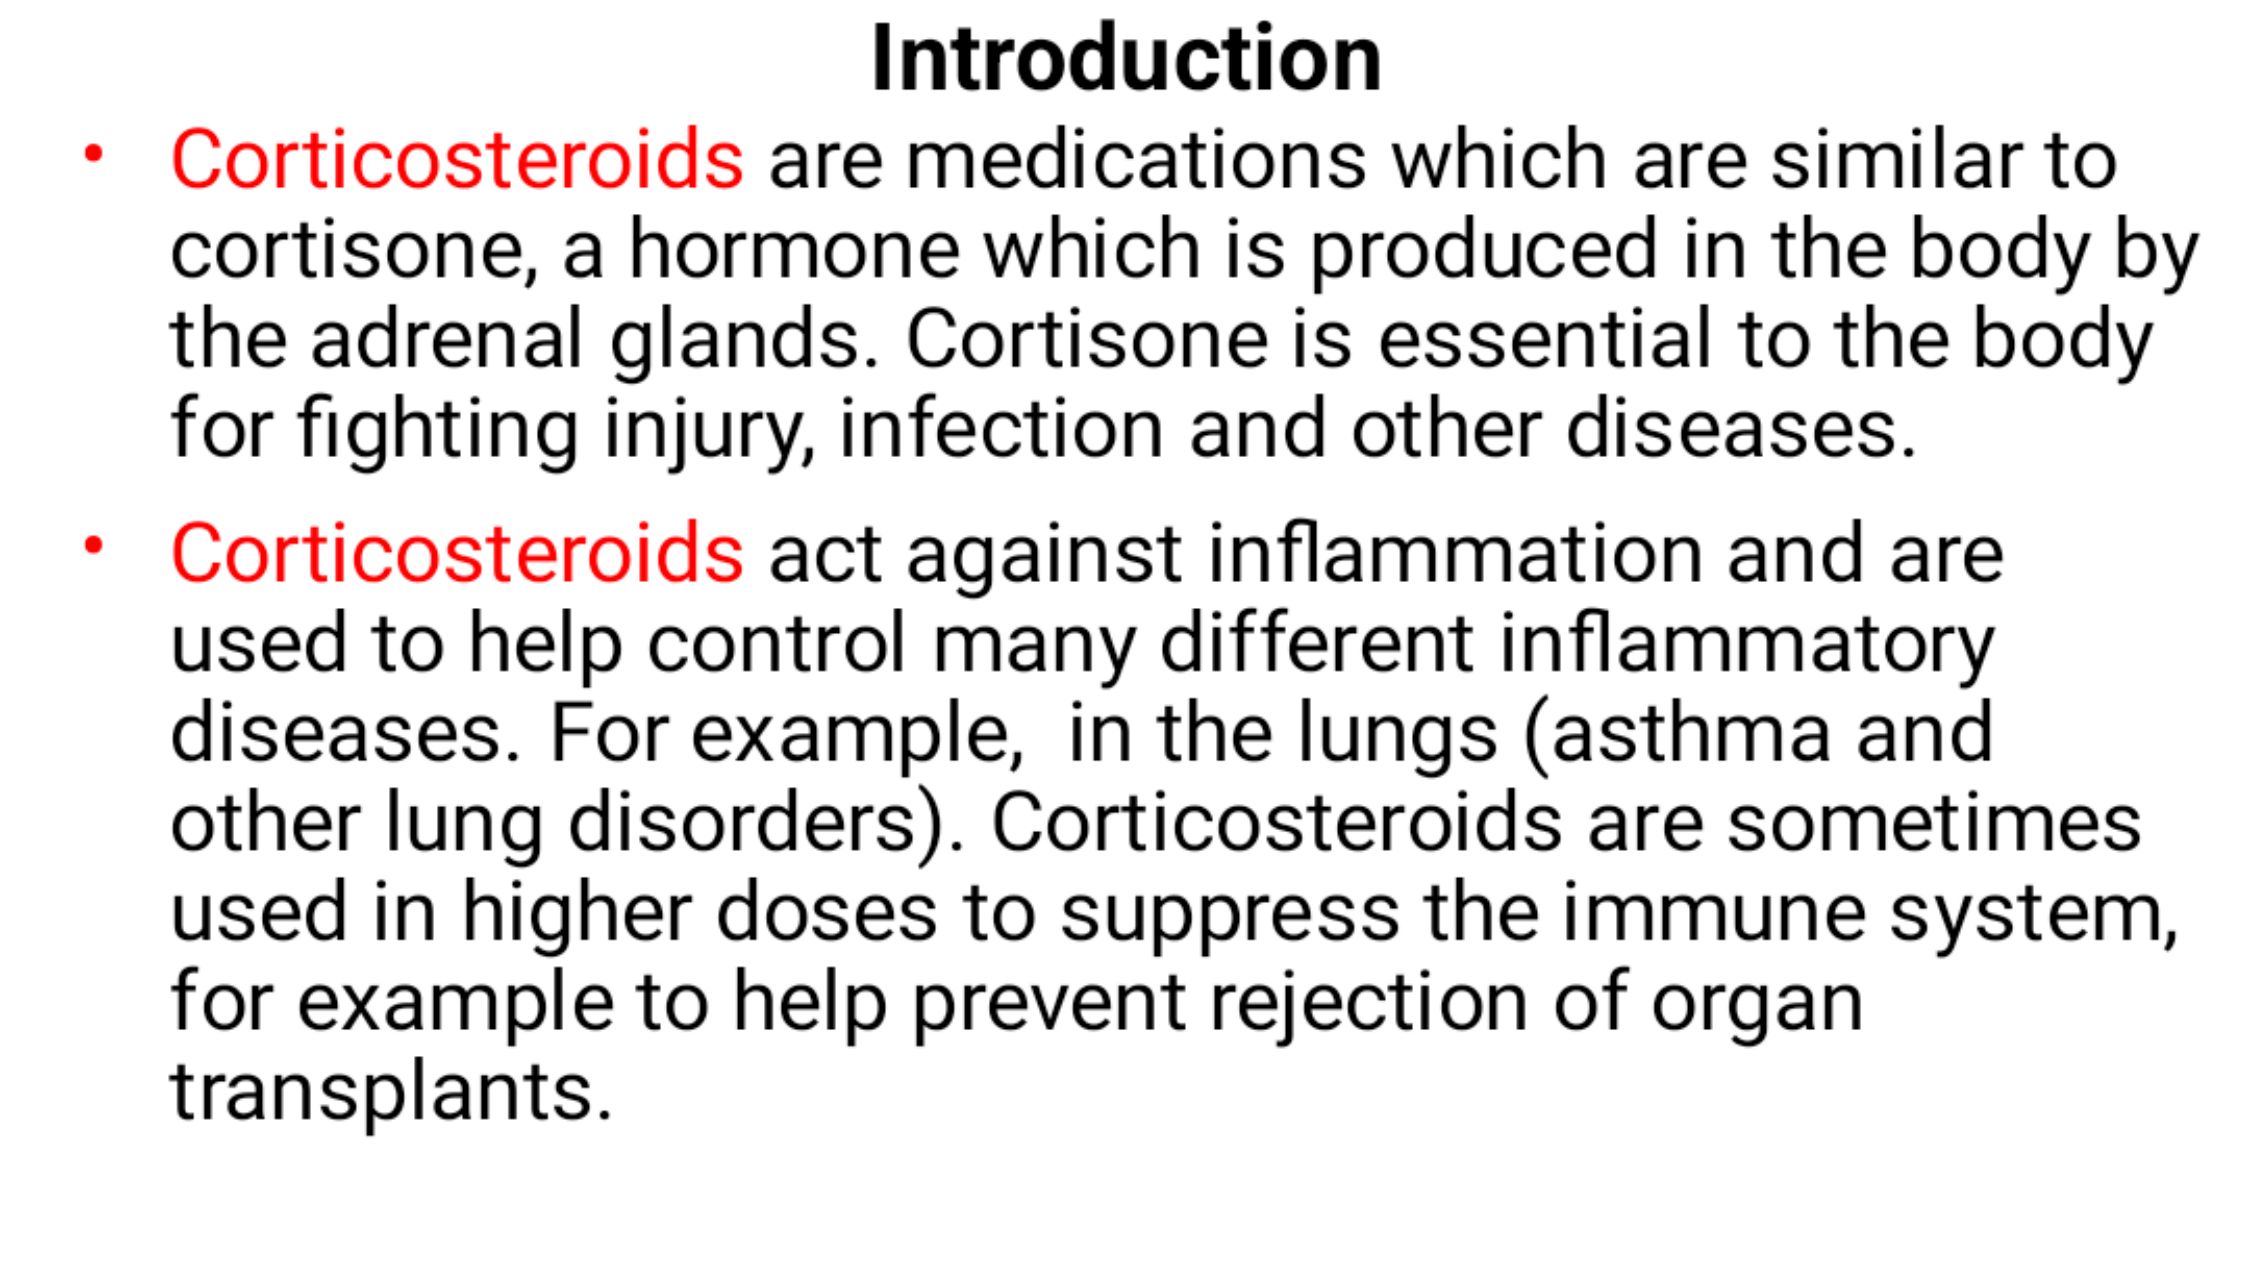 Introduction
• Corticosteroids are medications which are similar to
cortisone, a hormone which is produced in the body by
the adrenal glands. Cortisone is essential to the body
for fighting injury, infection and other diseases.
• Corticosteroids act against inflammation and are
used to help control many different inflammatory
diseases. For example,  in the lungs (asthma and
other lung disorders). Corticosteroids are sometimes
used in higher doses to suppress the immune system,
for example to help prevent rejection of organ
transplants.